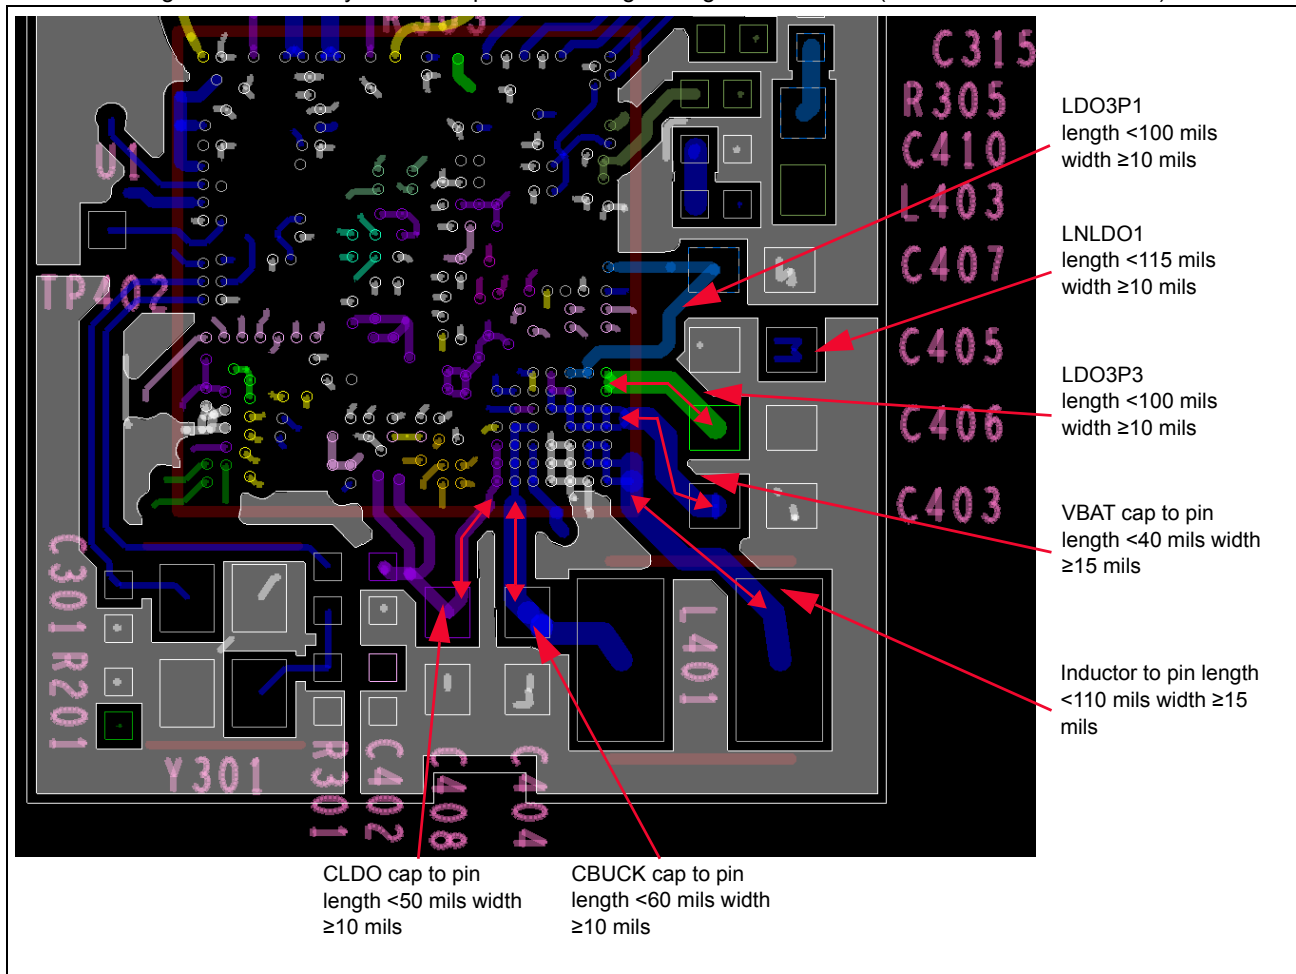 R305
C315
R305
C410
L403
C407
C405
C406
C403
U1
TP402
LDO3P1
length <100 mils
width ≥10 mils
LNLDO1
length <115 mils
width ≥10 mils
LDO3P3
length <100 mils
width ≥10 mils
VBAT cap to pin
length <40 mils width
≥15 mils
Inductor to pin length
<110 mils width ≥15
mils
C301
R201
Y301
R301
C402
C408
C404
L401
CLDO cap to pin
length <50 mils width
≥10 mils
CBUCK cap to pin
length <60 mils width
≥10 mils